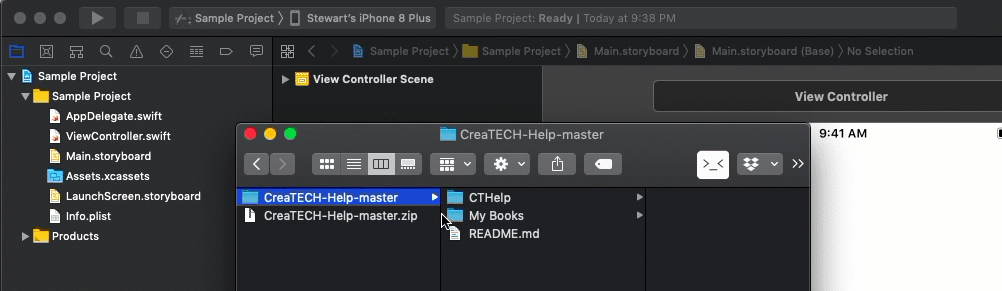 Sample Project Stewart's iPhone 8 Plus Sample Project: Ready | Today at 9:38 PM
Sample Project Sample Project Main.storyboard Main.storyboard (Base) No Selection
Sample Project
Sample Project
AppDelegate.swift
ViewController.swift
Main.storyboard
Assets.xcassets
LaunchScreen.storyboard
Info.plist
Products
View Controller Scene
View Controller
9:41 AM
CreaTECH-Help-master
CreaTECH-Help-master
CreaTECH-Help-master.zip
CTHelp
My Books
README.md